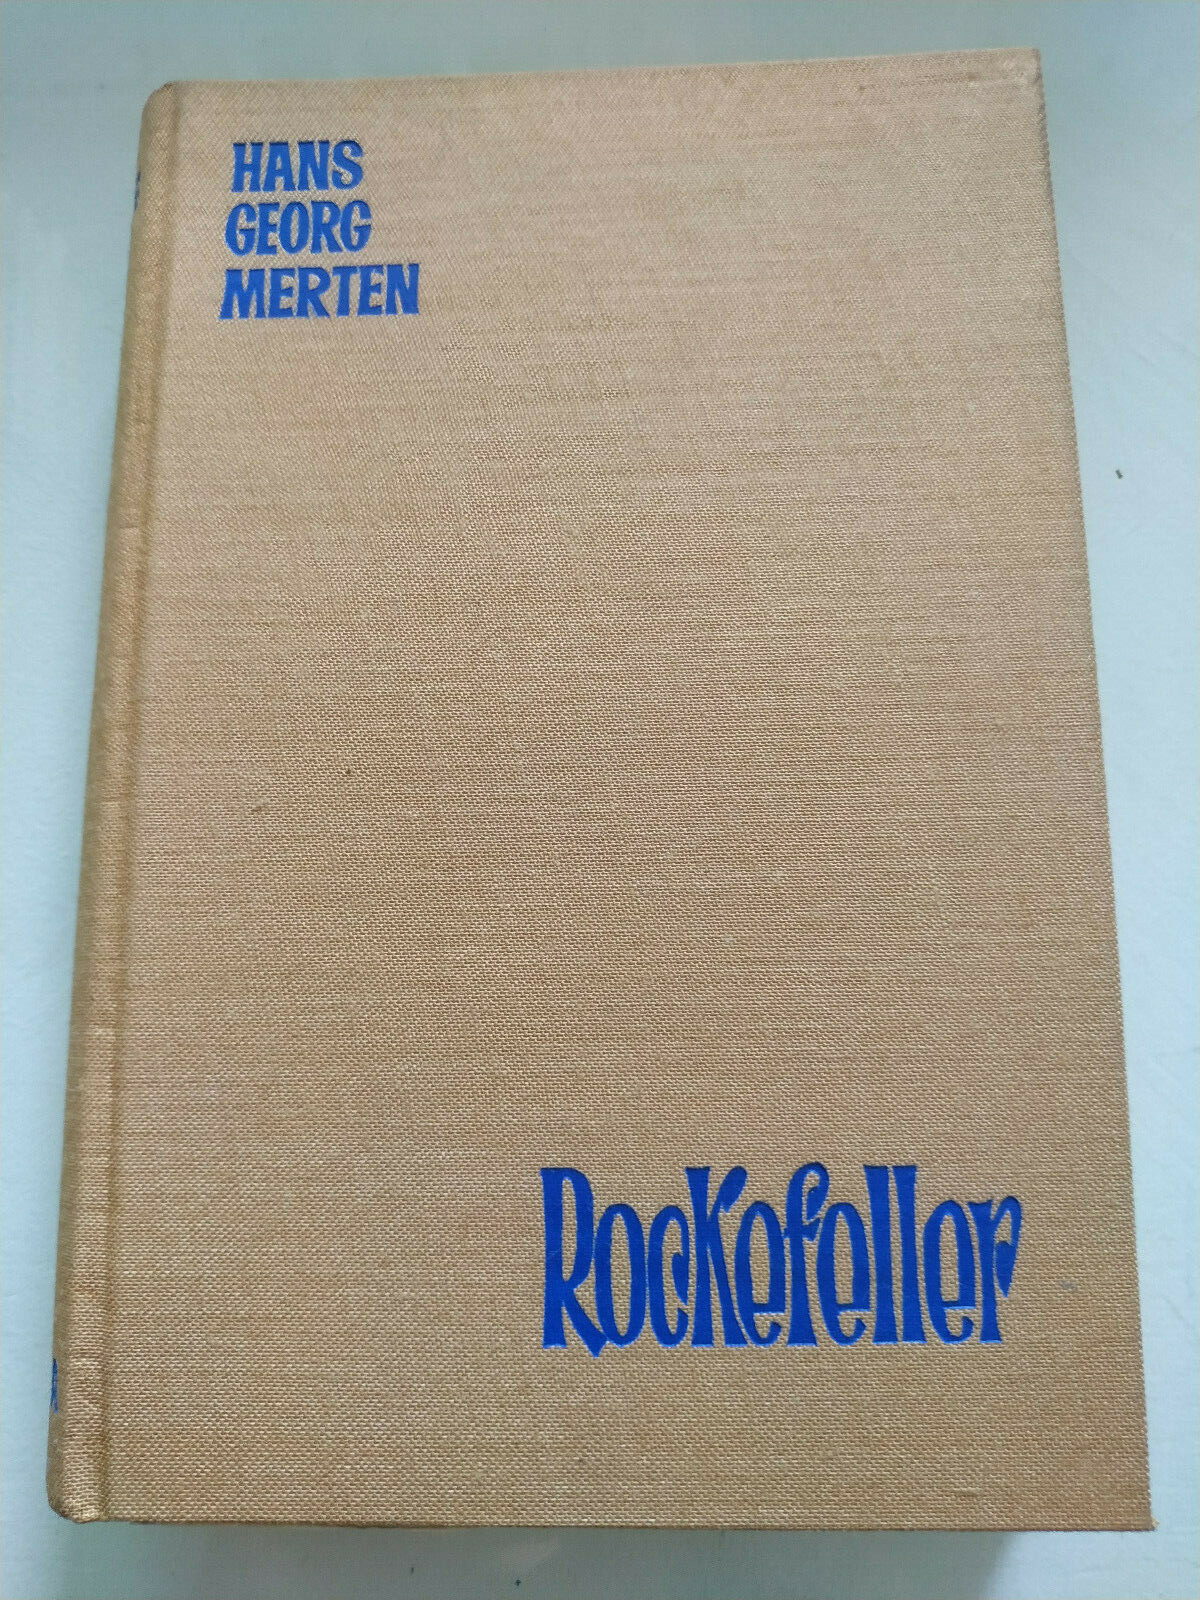 HANS
GEORG
MERTEN
Rockefeller